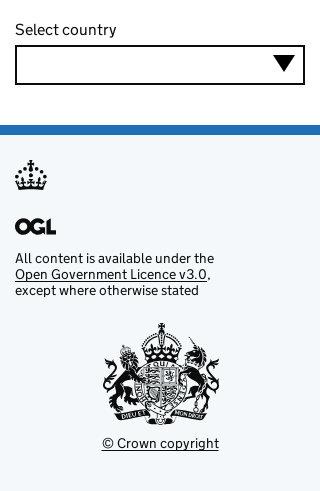 Select country
OGL
All content is available under the
Open Government Licence v3.0,
except where otherwise stated
DIEU ET MON DROIT
© Crown copyright